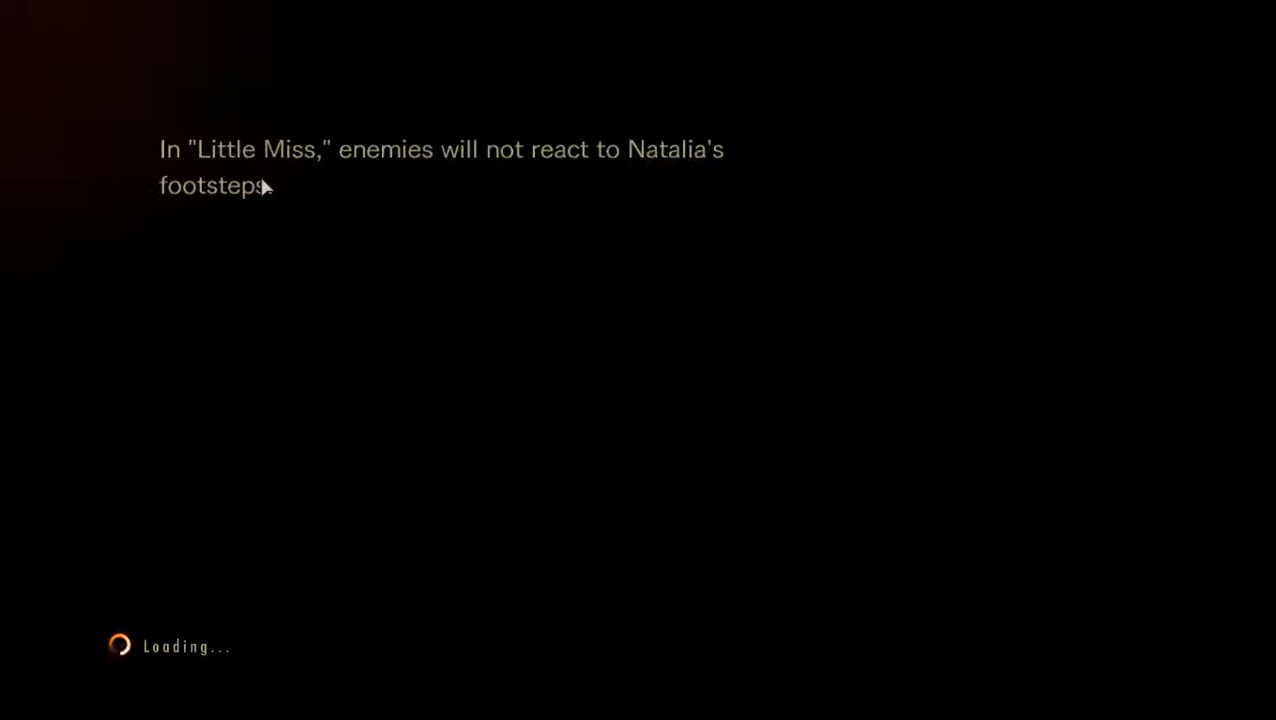 In "Little Miss," enemies will not react to Natalia's
footsteps.
Loading...